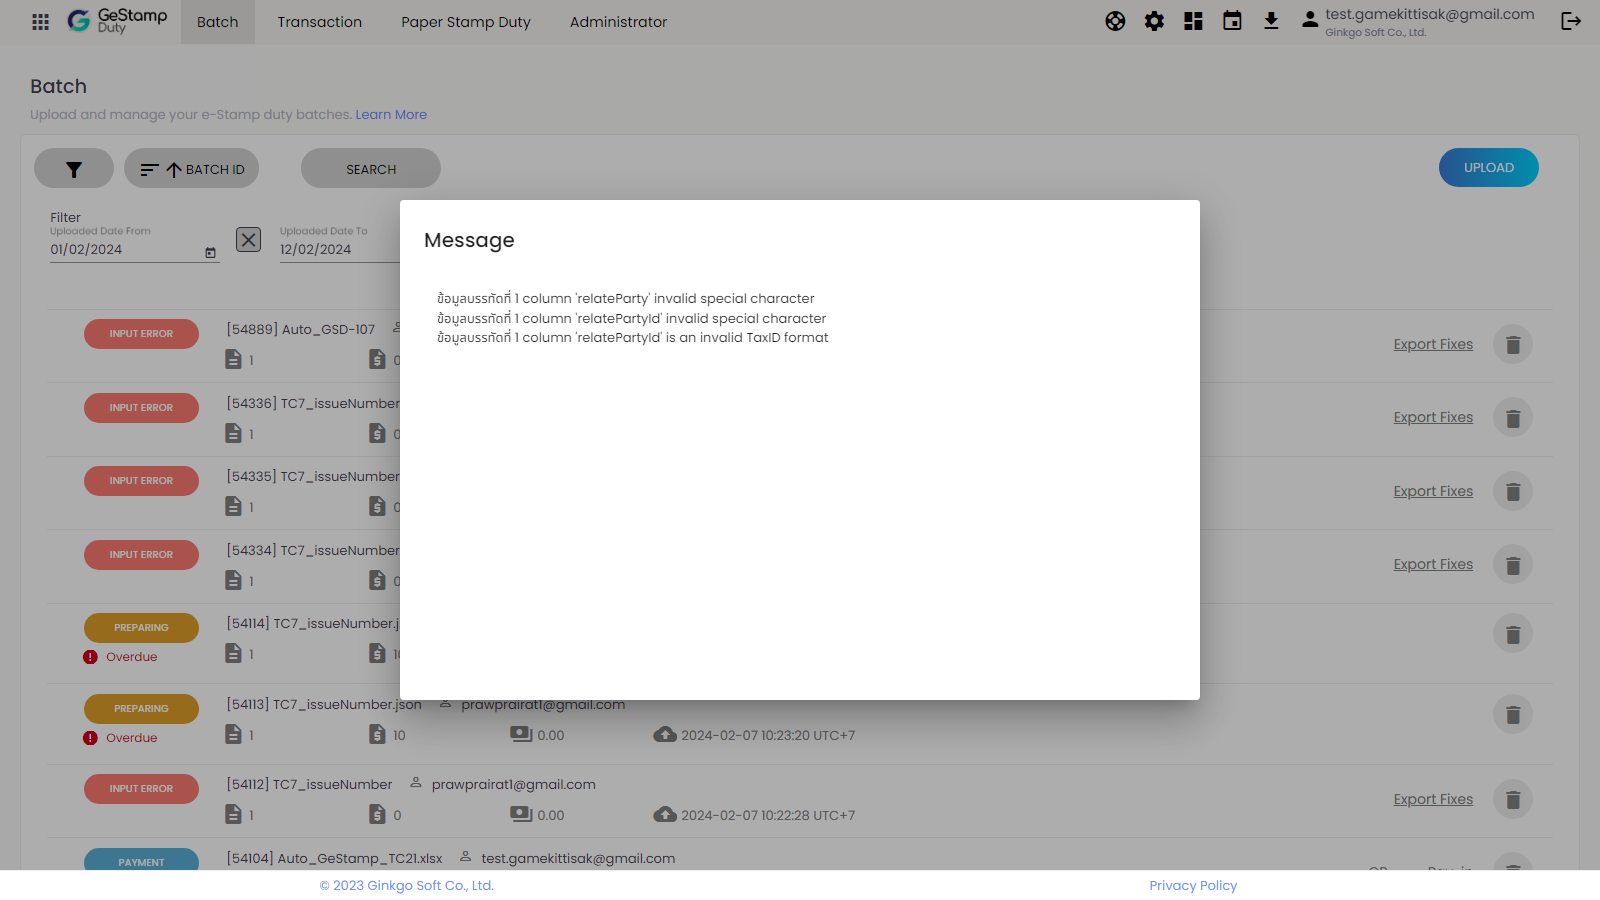 GeStamp
Duty
Batch
Transaction
Paper Stamp Duty
Administrator
test.gamekittisak@gmail.com
Ginkgo Soft Co., Ltd.
Batch
Upload and manage your e-Stamp duty batches. Learn More
BATCH ID
SEARCH
UPLOAD
Filter
Uploaded Date From
01/02/2024
Uploaded Date To
12/02/2024
Message
ข้อมูลบรรทัดที่ 1 column 'relateParty' invalid special character
ข้อมูลบรรทัดที่ 1 column 'relatePartyId' invalid special character
ข้อมูลบรรทัดที่ 1 column 'relatePartyId' is an invalid TaxID format
INPUT ERROR
[54889] Auto_GSD-107
1
0
Export Fixes
INPUT ERROR
[54336] TC7_issueNumber
1
0
Export Fixes
INPUT ERROR
[54335] TC7_issueNumber
1
0
Export Fixes
INPUT ERROR
[54334] TC7_issueNumber
1
0
Export Fixes
PREPARING
Overdue
[54114] TC7_issueNumber.j
1
PREPARING
Overdue
[54113] TC7_issueNumber.json
prawprairat1@gmail.com
1
10
0.00
2024-02-07 10:23:20 UTC+7
INPUT ERROR
[54112] TC7_issueNumber
prawprairat1@gmail.com
1
0
0.00
2024-02-07 10:22:28 UTC+7
Export Fixes
PAYMENT
[54104] Auto_GeStamp_TC21.xlsx
test.gamekittisak@gmail.com
© 2023 Ginkgo Soft Co., Ltd.
Privacy Policy